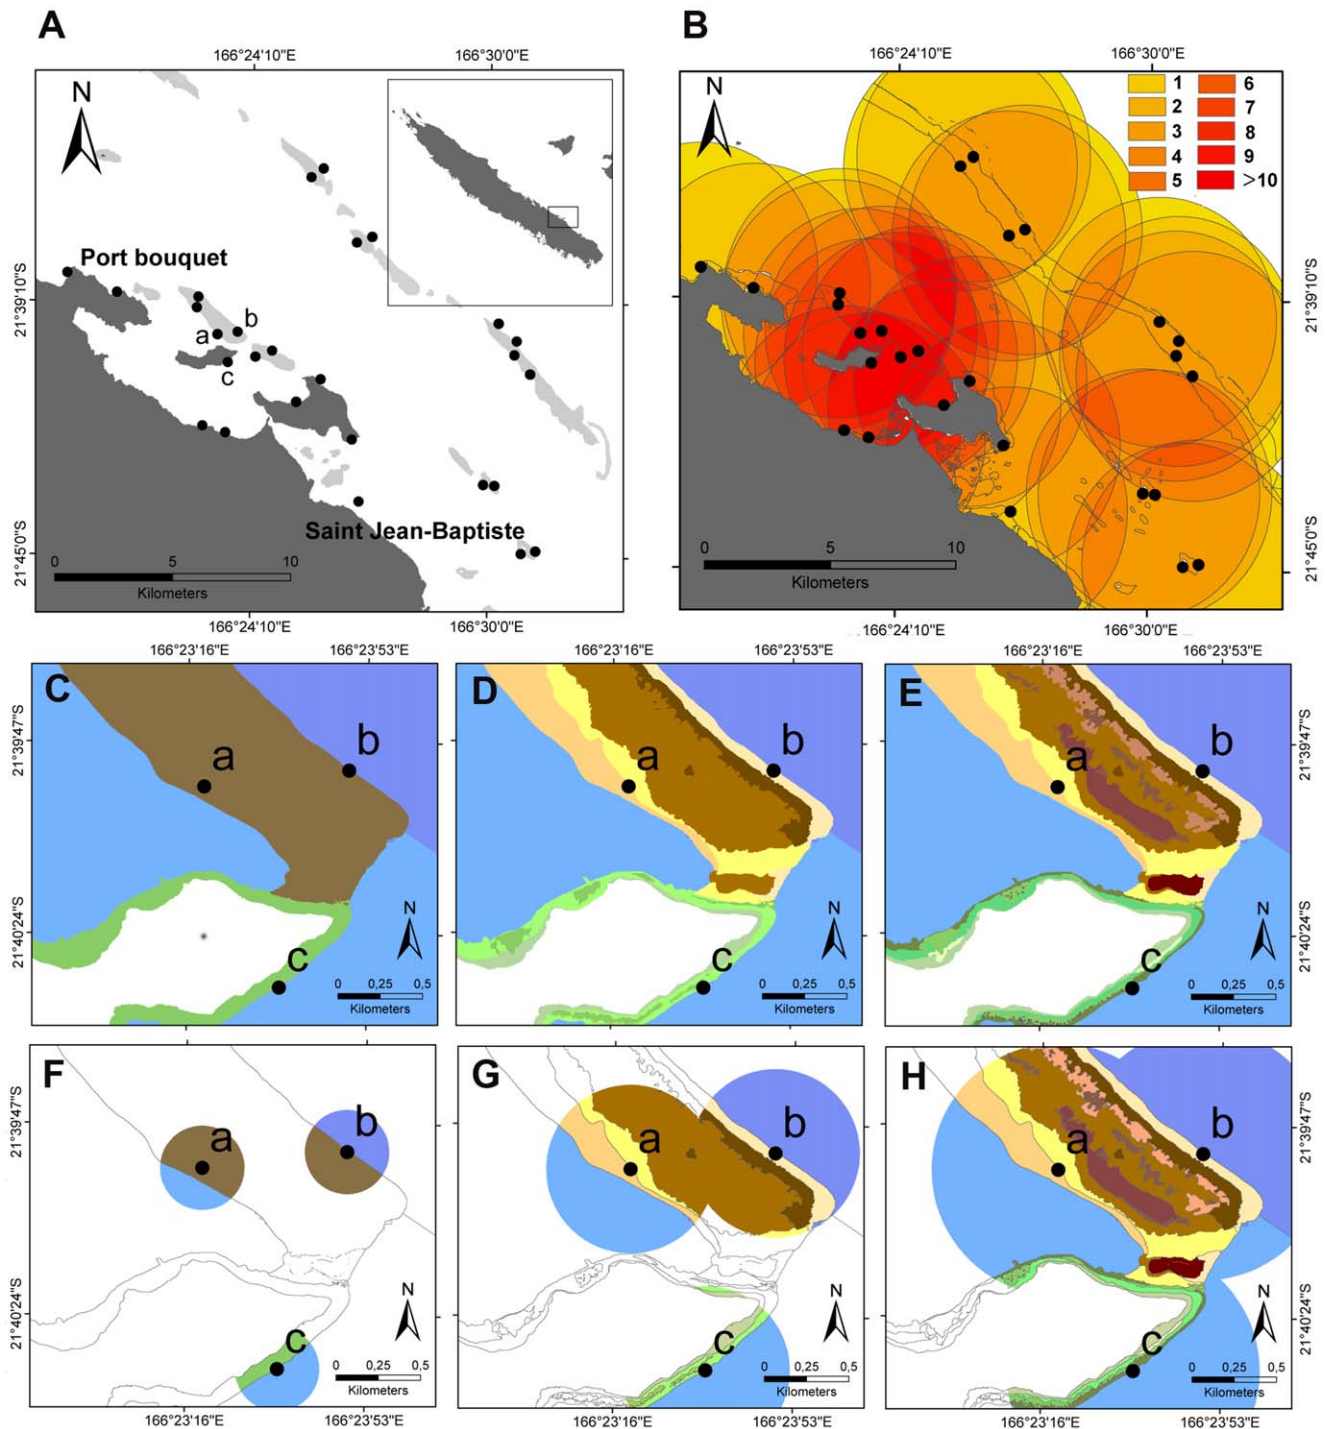 A
B
166°24'10"E
166°30'0"E
166°24'10"E
166°30'0"E
N
N
1
6
2
7
3
8
4
9
5
>10
Port bouquet
21°39'10"S
21°39'10"S
a
b
c
Saint Jean-Baptiste
21°45'0"S
21°45'0"S
0
5
10
Kilometers
0
5
10
Kilometers
166°24'10"E
166°30'0"E
166°24'10"E
166°30'0"E
166°23'16"E
166°23'53"E
166°23'16"E
166°23'53"E
166°23'16"E
166°23'53"E
C
D
E
21°39'47"S
21°39'47"S
a
b
a
b
a
b
21°40'24"S
21°40'24"S
N
N
N
c
c
c
0
0,25
0,5
Kilometers
0
0,25
0,5
Kilometers
0
0,25
0,5
Kilometers
F
G
H
21°39'47"S
21°39'47"S
a
b
a
b
a
b
21°40'24"S
21°40'24"S
N
N
N
c
c
c
0
0,25
0,5
Kilometers
0
0,25
0,5
Kilometers
0
0,25
0,5
Kilometers
166°23'16"E
166°23'53"E
166°23'16"E
166°23'53"E
166°23'16"E
166°23'53"E